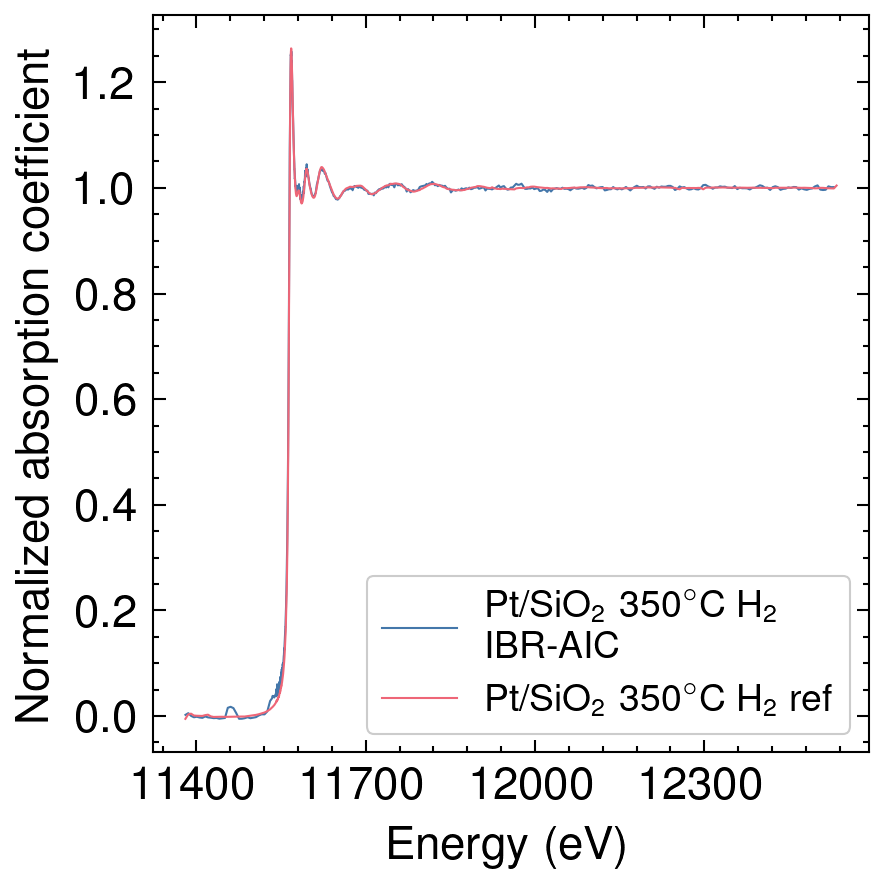 Normalized absorption coefficient
1.2
1.0
0.8
0.6
0.4
0.2
0.0
Pt/SiO₂ 350°C H₂
IBR-AIC
Pt/SiO₂ 350°C H₂ ref
11400 11700 12000 12300
Energy (eV)